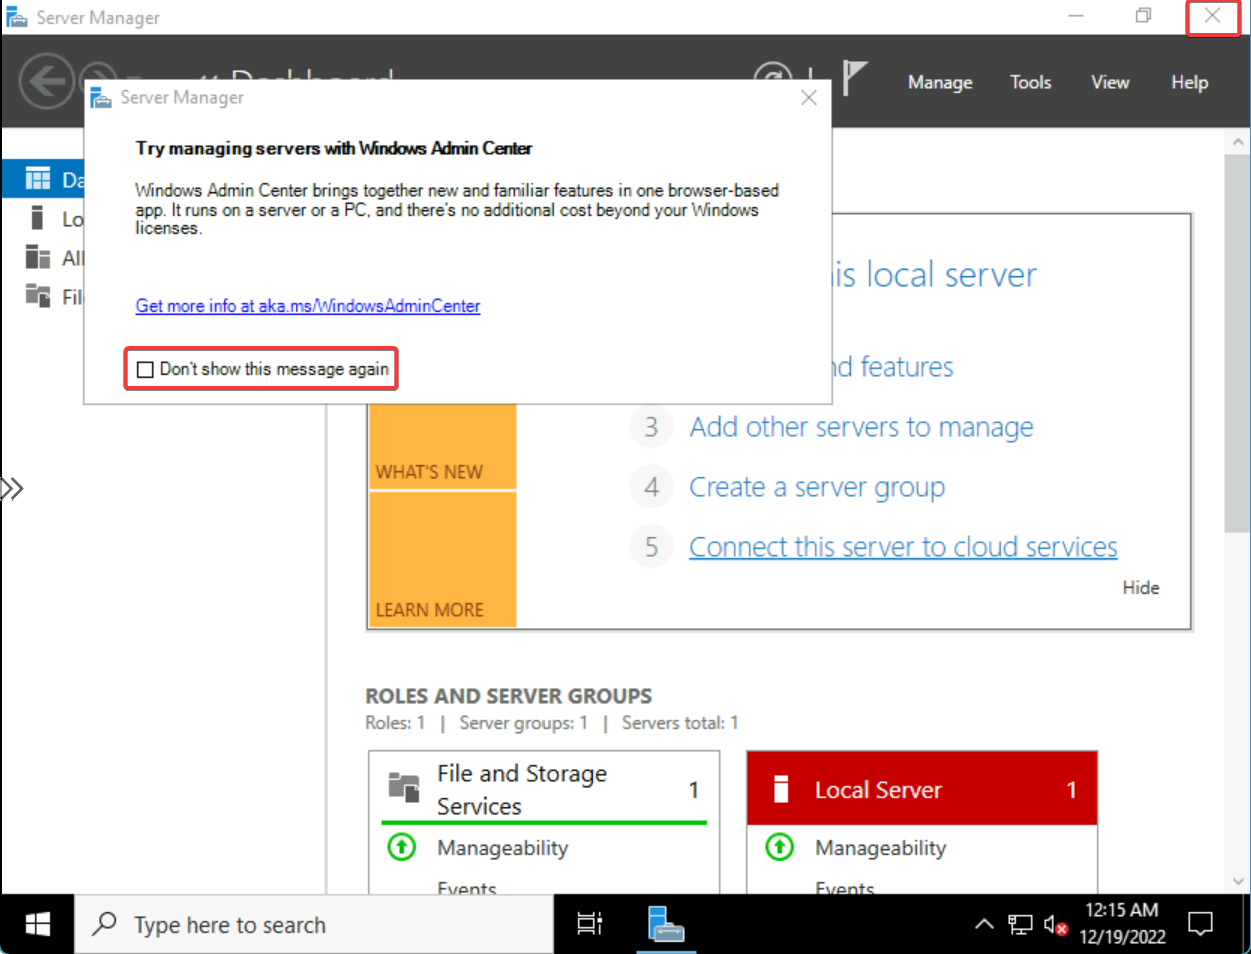 Server Manager
Manage Tools View Help
Server Manager
Try managing servers with Windows Admin Center
Windows Admin Center brings together new and familiar features in one browser-based
app. It runs on a server or a PC, and there's no additional cost beyond your Windows
licenses.
Get more info at aka.ms/WindowsAdminCenter
Don't show this message again
Da
Lo
All
Fil
is local server
nd features
3 Add other servers to manage
4 Create a server group
5 Connect this server to cloud services
Hide
WHAT'S NEW
LEARN MORE
ROLES AND SERVER GROUPS
Roles: 1 | Server groups: 1 | Servers total: 1
File and Storage
Services
1
Manageability
Events
Local Server 1
Manageability
Events
Type here to search
12:15 AM
12/19/2022